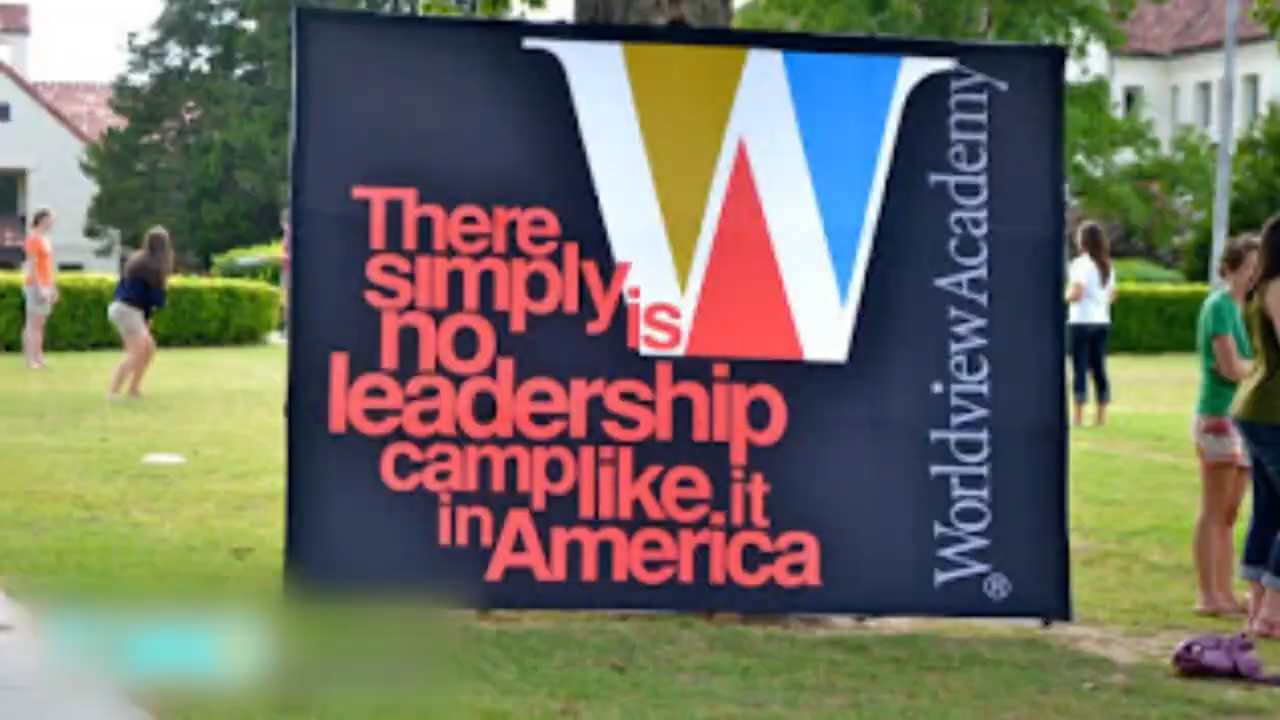 W
There
simply is
no
leadership
camp like it
in America
Worldview Academy®